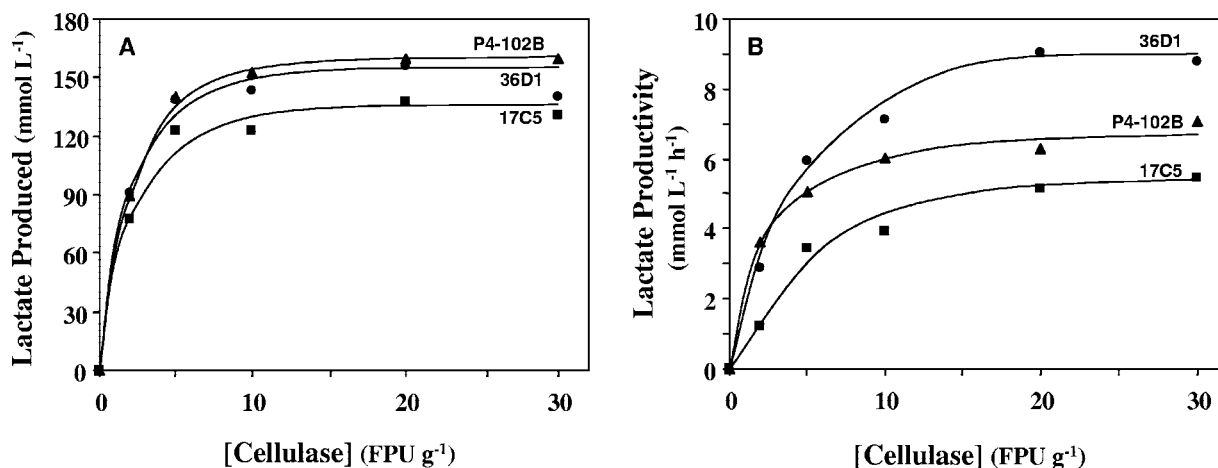 A
Lactate Produced (mmol L⁻¹)
180
150
120
90
60
30
0
P4-102B
36D1
17C5
0
10
20
30
[Cellulase] (FPU g⁻¹)
B
Lactate Productivity
(mmol L⁻¹ h⁻¹)
10
8
6
4
2
0
36D1
P4-102B
17C5
0
10
20
30
[Cellulase] (FPU g⁻¹)